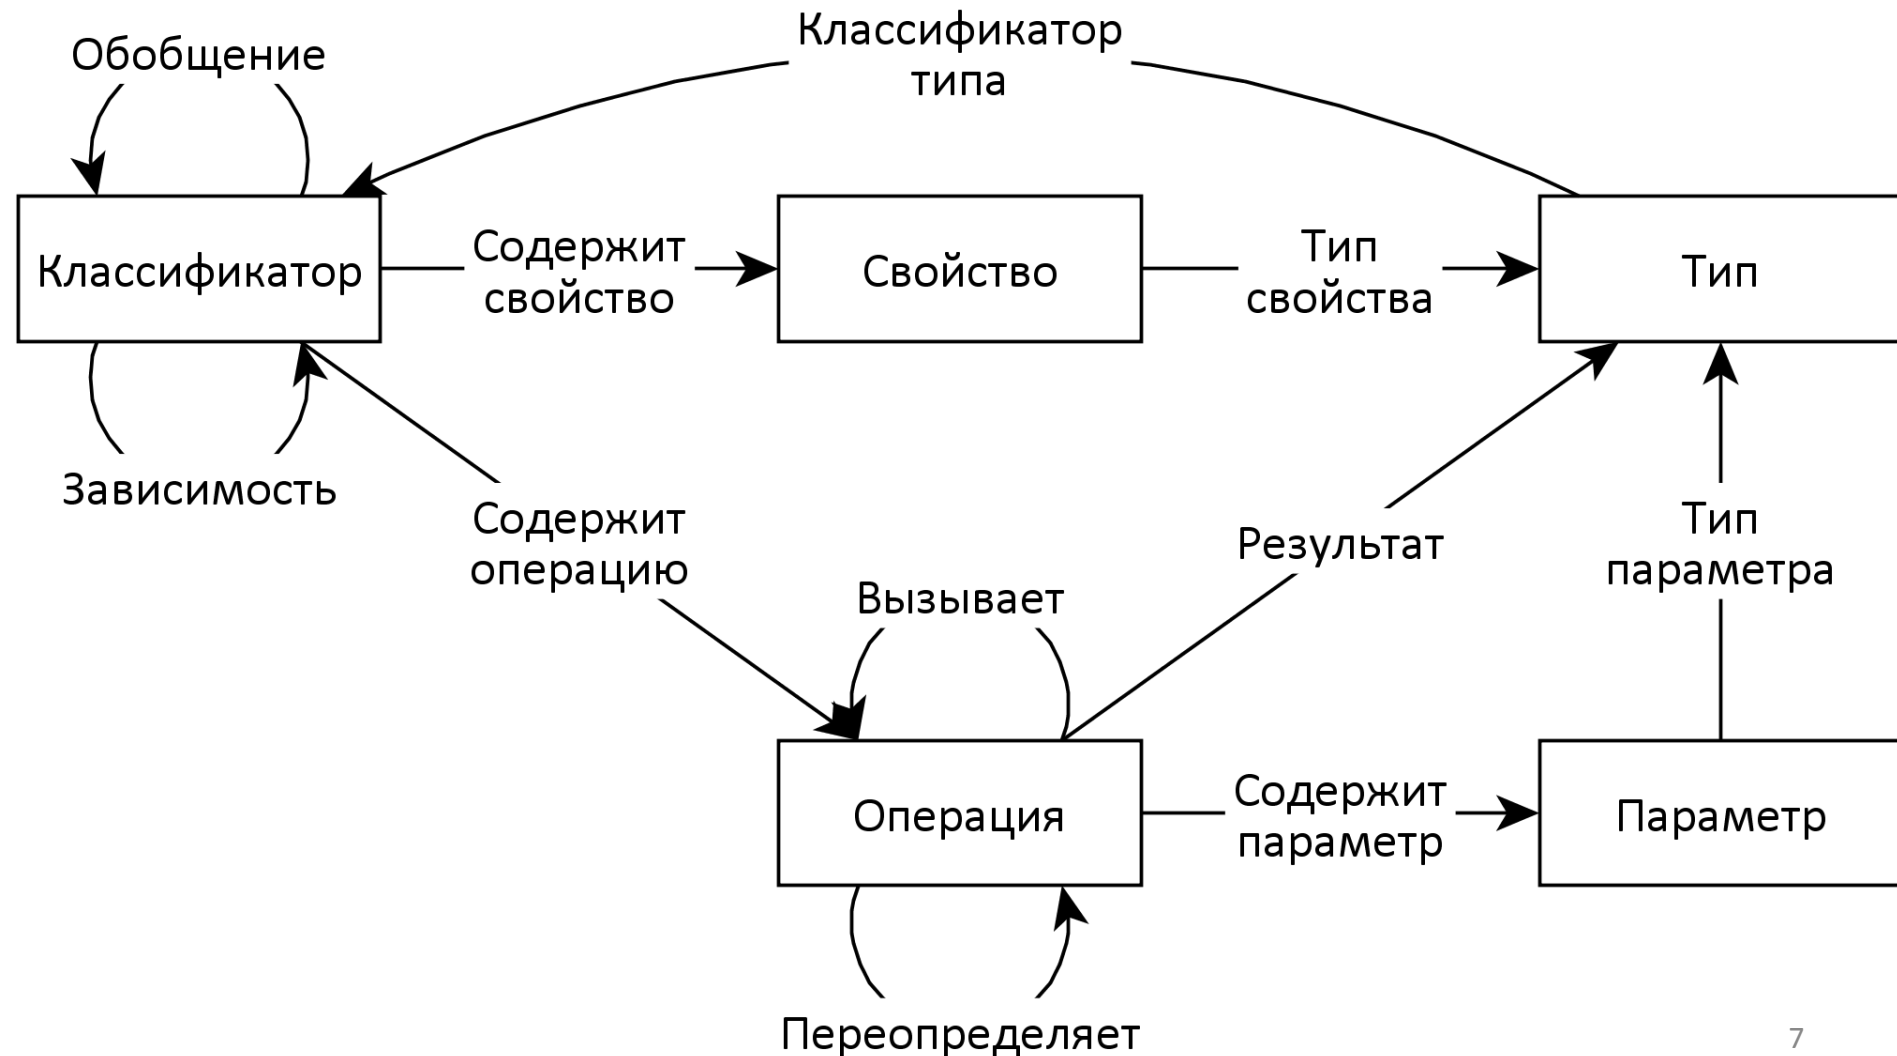 Обобщение
Классификатор
типа
Классификатор
Содержит
свойство
Свойство
Тип
свойства
Тип
Зависимость
Содержит
операцию
Вызывает
Результат
Тип
параметра
Операция
Содержит
параметр
Параметр
Переопределяет
7